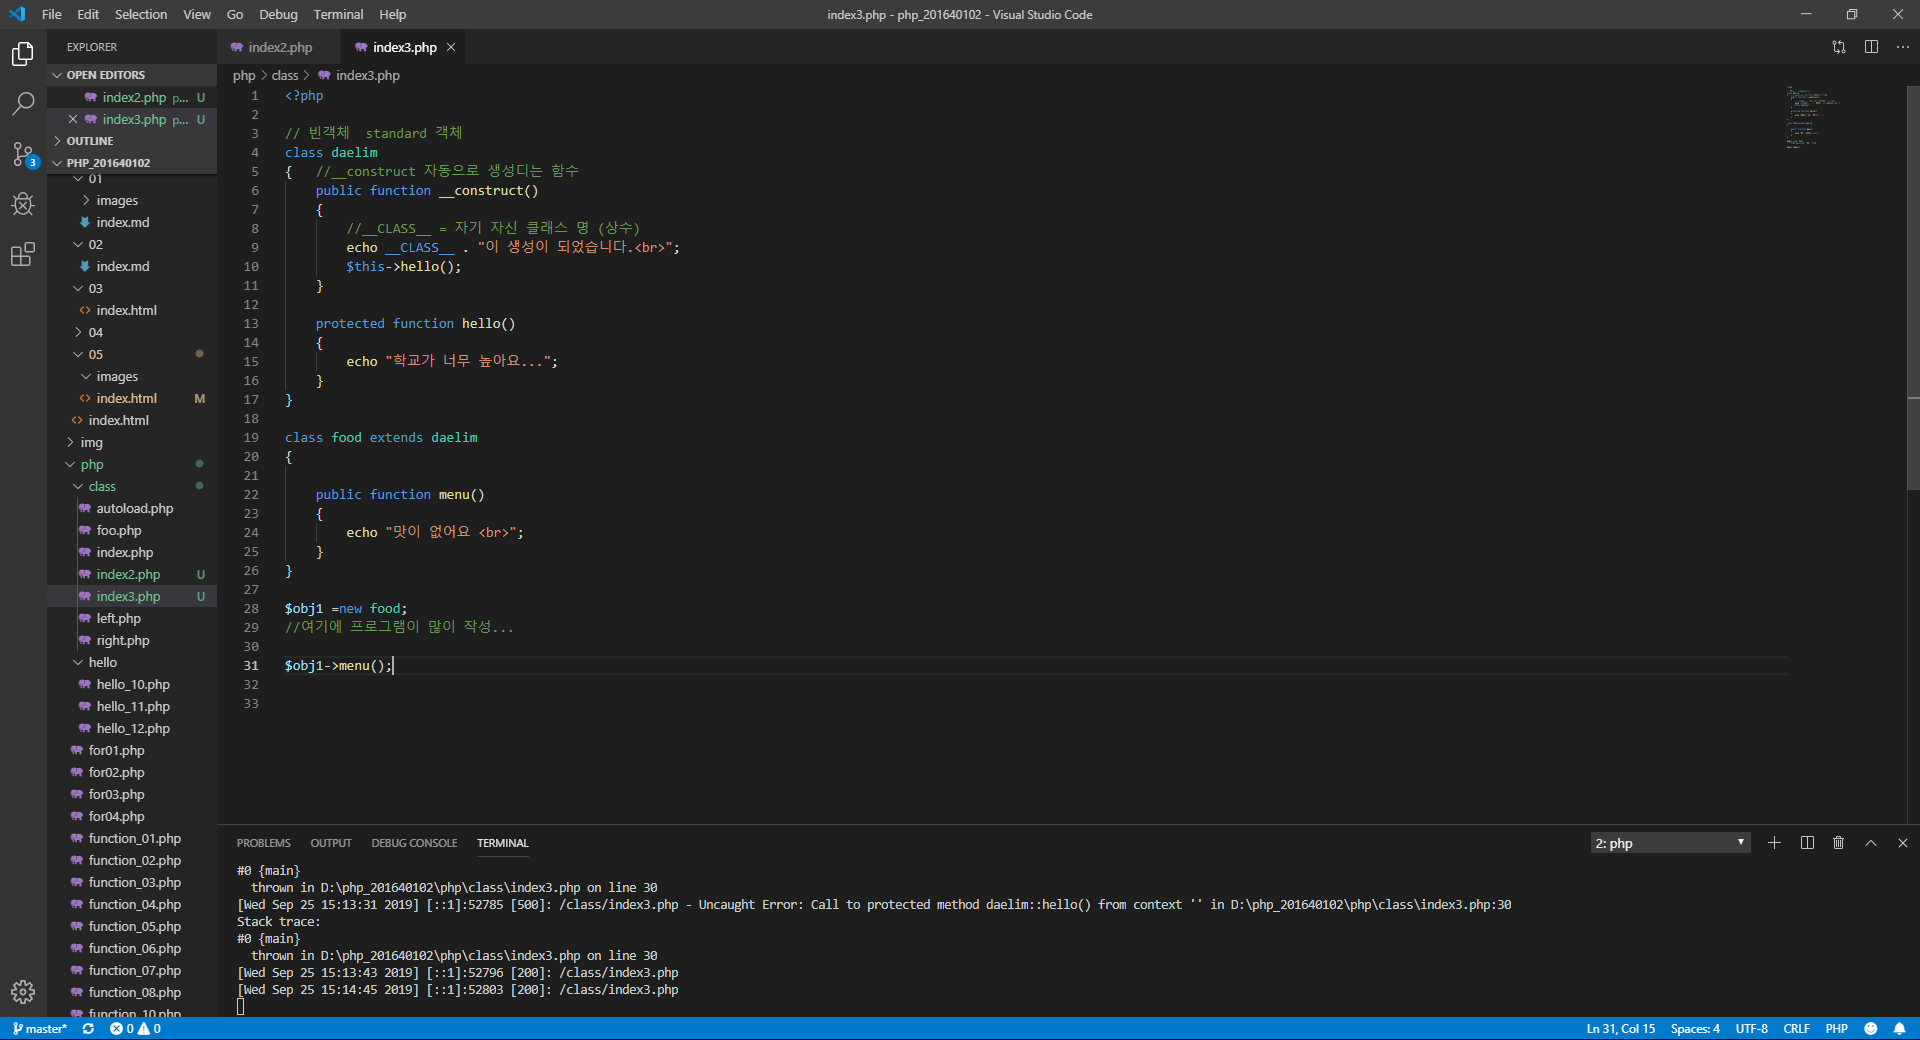 File Edit Selection View Go Debug Terminal Help
index3.php - php_201640102 - Visual Studio Code
EXPLORER
OPEN EDITORS
index2.php p... U
index3.php p... U
OUTLINE
PHP_201640102
01
images
index.md
02
index.md
03
index.html
04
05
images
index.html M
index.html
img
php
class
autoload.php
foo.php
index.php
index2.php U
index3.php U
left.php
right.php
hello
hello_10.php
hello_11.php
hello_12.php
for01.php
for02.php
for03.php
for04.php
function_01.php
function_02.php
function_03.php
function_04.php
function_05.php
function_06.php
function_07.php
function_08.php
function_10.php
3
index2.php index3.php
php > class > index3.php
1 <?php
2
3 // 빈객체  standard 객체
4 class daelim
5 {   //__construct 자동으로 생성디는 함수
6     public function __construct()
7     {
8         //__CLASS__ = 자기 자신 클래스 명 (상수)
9         echo __CLASS__ . "이 생성이 되었습니다.<br>";
10         $this->hello();
11     }
12
13     protected function hello()
14     {
15         echo "학교가 너무 높아요...";
16     }
17 }
18
19 class food extends daelim
20 {
21
22     public function menu()
23     {
24         echo "맛이 없어요 <br>";
25     }
26 }
27
28 $obj1 =new food;
29 //여기에 프로그램이 많이 작성...
30
31 $obj1->menu();
32
33
PROBLEMS OUTPUT DEBUG CONSOLE TERMINAL
2: php
#0 {main}
  thrown in D:\php_201640102\php\class\index3.php on line 30
[Wed Sep 25 15:13:31 2019] [::1]:52785 [500]: /class/index3.php - Uncaught Error: Call to protected method daelim::hello() from context '' in D:\php_201640102\php\class\index3.php:30
Stack trace:
#0 {main}
  thrown in D:\php_201640102\php\class\index3.php on line 30
[Wed Sep 25 15:13:43 2019] [::1]:52796 [200]: /class/index3.php
[Wed Sep 25 15:14:45 2019] [::1]:52803 [200]: /class/index3.php
master* 0 0
Ln 31, Col 15 Spaces: 4 UTF-8 CRLF PHP